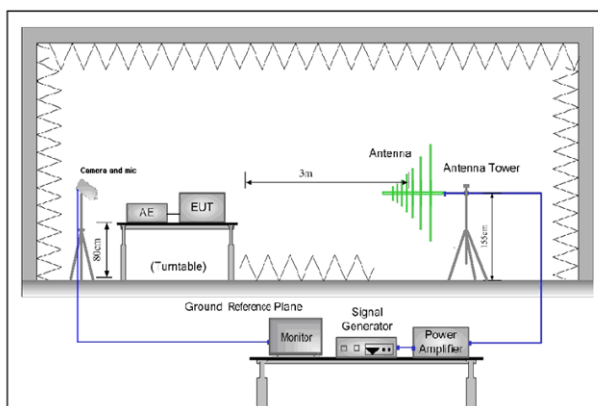 Antenna
Camera and mic
3m
Antenna Tower
AE
EUT
80cm
(Turntable)
155cm
Ground Reference Plane
Signal
Generator
Monitor
Power
Amplifier